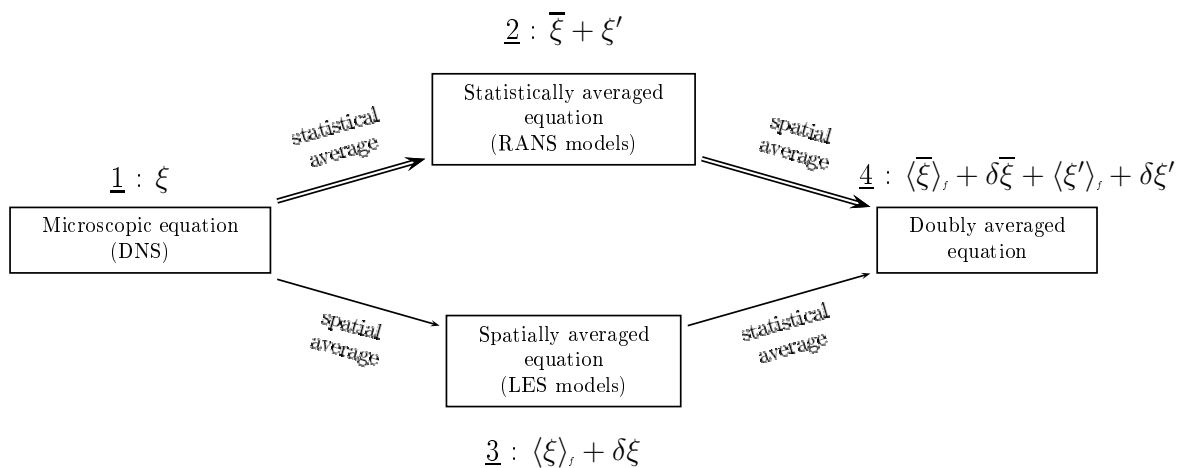 2 : ξ̅ + ξ′
Statistically averaged
equation
(RANS models)
statistical
average
spatial
average
1 : ξ
4 : ⟨ξ̅⟩f + δξ̅ + ⟨ξ′⟩f + δξ′
Microscopic equation
(DNS)
Doubly averaged
equation
spatial
average
Spatially averaged
equation
(LES models)
statistical
average
3 : ⟨ξ⟩f + δξ